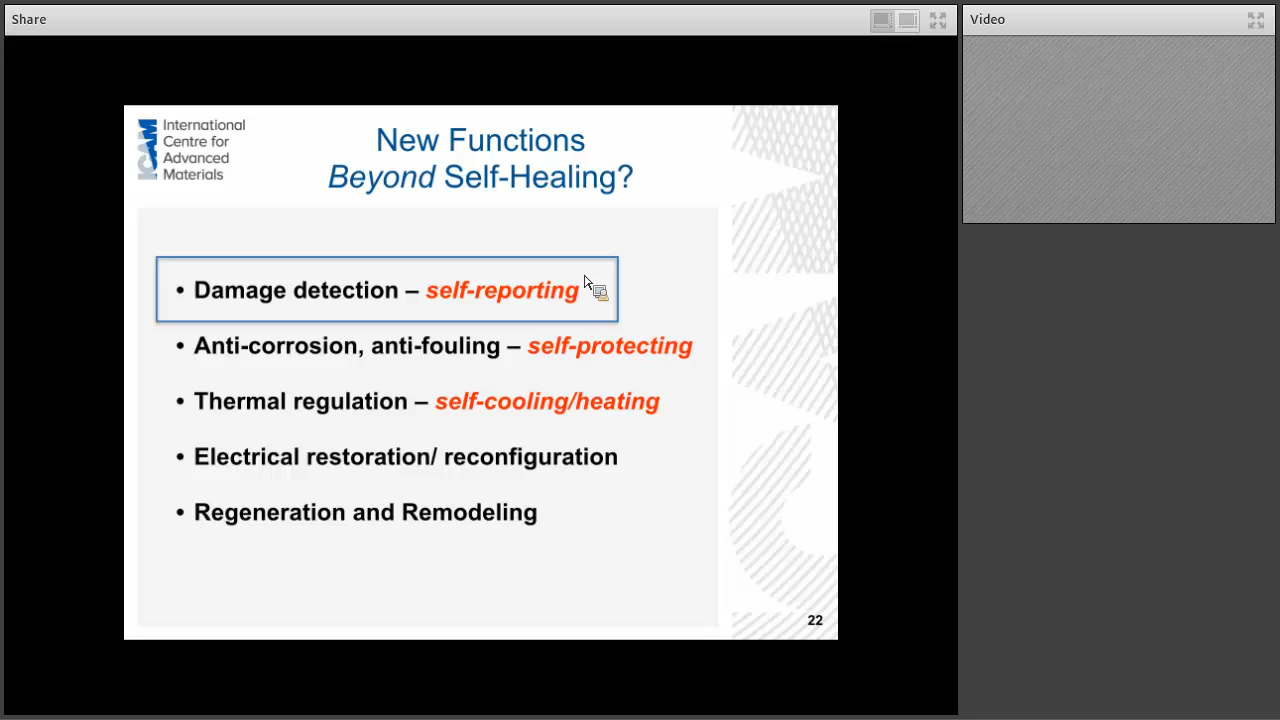 Share
Video
International
Centre for
Advanced
Materials
ICAM
New Functions
Beyond Self-Healing?
• Damage detection – self-reporting
• Anti-corrosion, anti-fouling – self-protecting
• Thermal regulation – self-cooling/heating
• Electrical restoration/ reconfiguration
• Regeneration and Remodeling
22